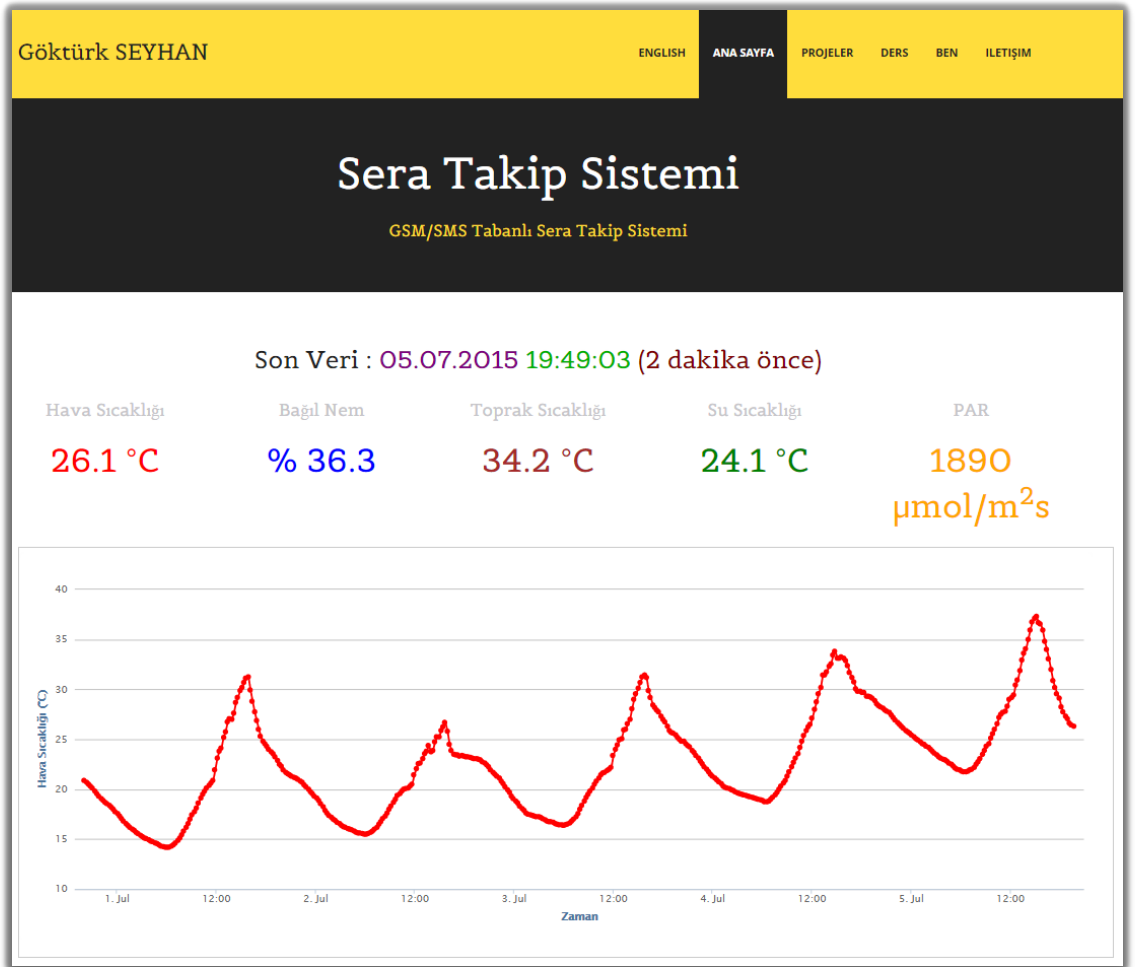 Göktürk SEYHAN
ENGLISH ANA SAYFA PROJELER DERS BEN ILETIŞIM
Sera Takip Sistemi
GSM/SMS Tabanlı Sera Takip Sistemi
Son Veri : 05.07.2015 19:49:03 (2 dakika önce)
Hava Sıcaklığı Bağıl Nem Toprak Sıcaklığı Su Sıcaklığı PAR
26.1 °C % 36.3 34.2 °C 24.1 °C 1890
µmol/m²s
40
35
30
25
20
15
10
Hava Sıcaklığı (°C)
1. Jul 12:00 2. Jul 12:00 3. Jul 12:00 4. Jul 12:00 5. Jul 12:00
Zaman